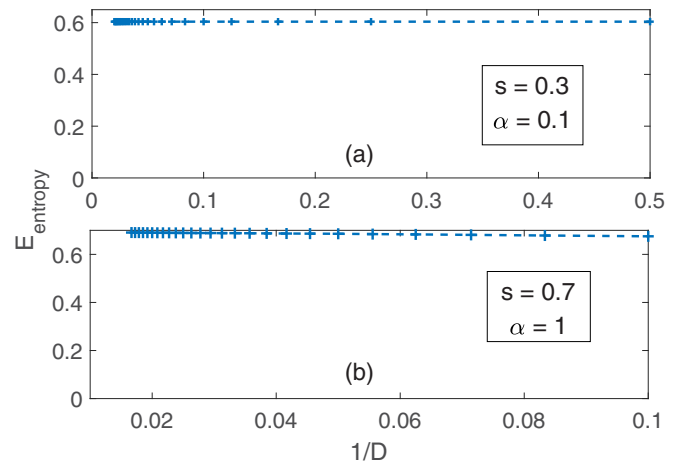 0.6
0.4
0.2
0
s = 0.3
α = 0.1
(a)
0 0.1 0.2 0.3 0.4 0.5
E_entropy
0.6
0.4
0.2
0
s = 0.7
α = 1
(b)
0.02 0.04 0.06 0.08 0.1
1/D